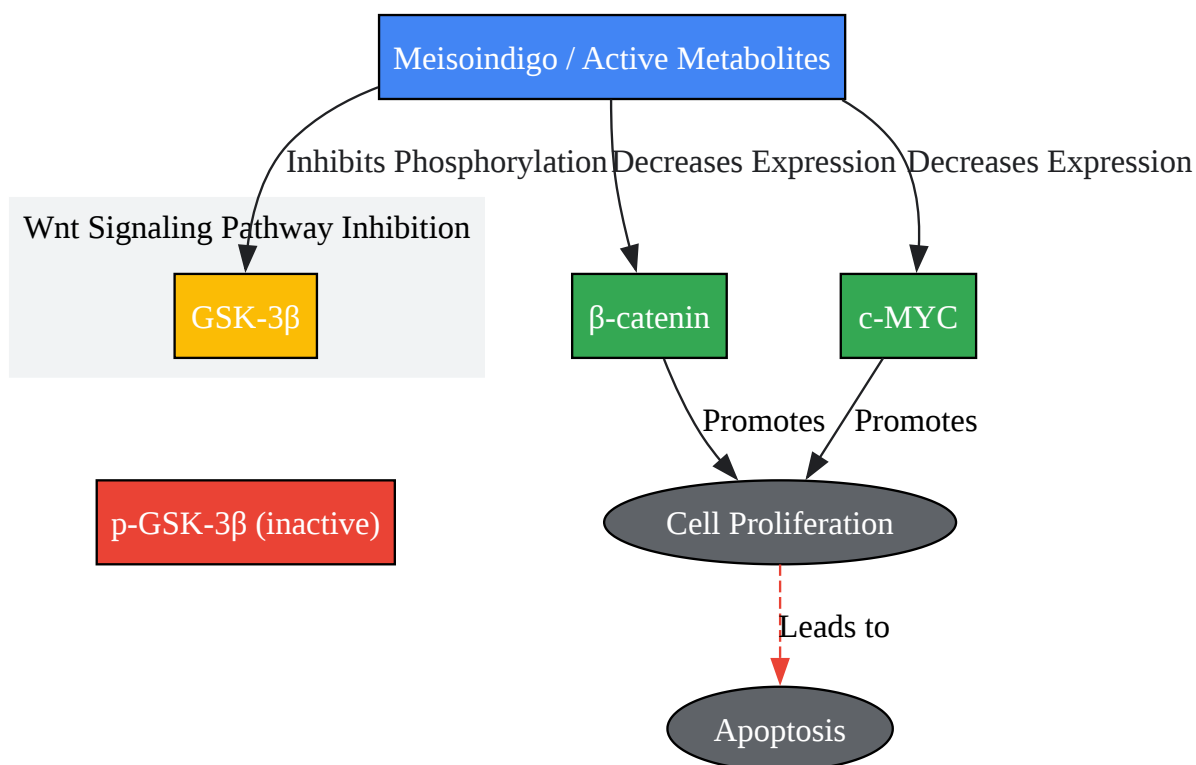 Meisoindigo / Active Metabolites
Inhibits Phosphorylation
Decreases Expression
Decreases Expression
Wnt Signaling Pathway Inhibition
GSK-3β
β-catenin
c-MYC
Promotes
Promotes
p-GSK-3β (inactive)
Cell Proliferation
Leads to
Apoptosis